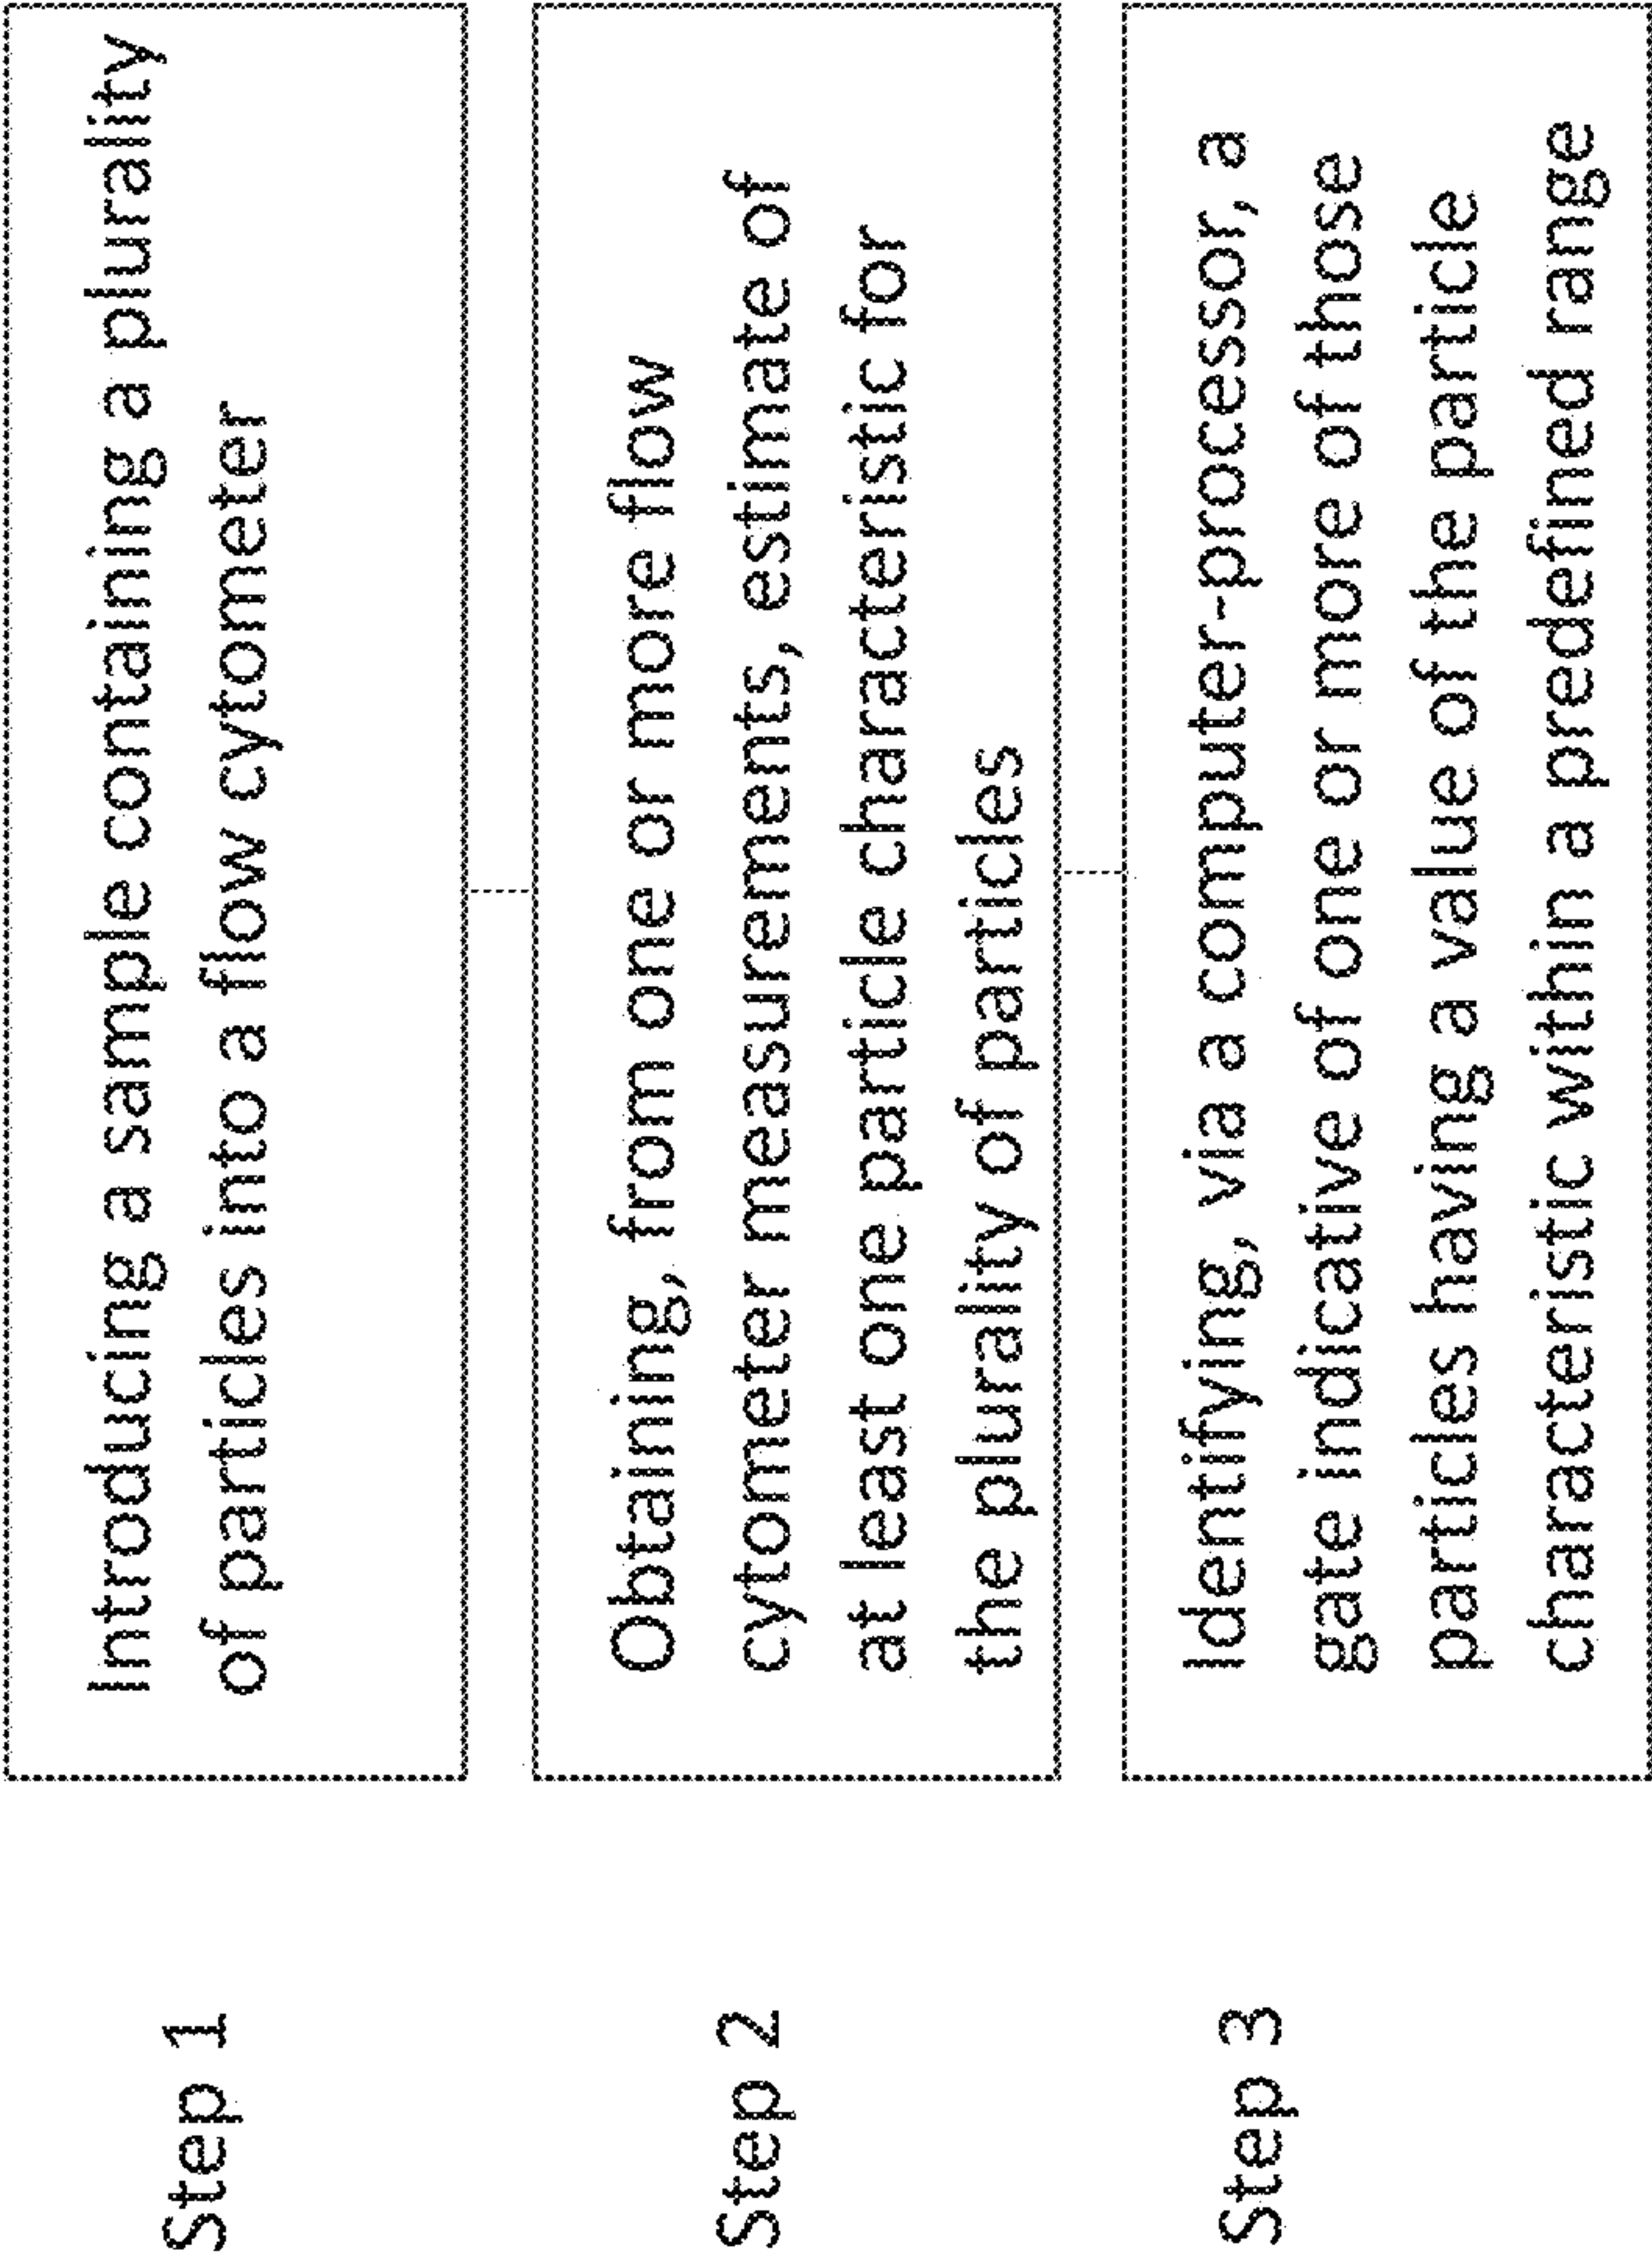 Step 1
Introducing a sample containing a plurality
of particles into a flow cytometer
Step 2
Obtaining, from one or more flow
cytometer measurements, estimate of
at least one particle characteristic for
the plurality of particles
Step 3
Identifying, via a computer-processor, a
gate indicative of one or more of those
particles having a value of the particle
characteristic within a predefined range